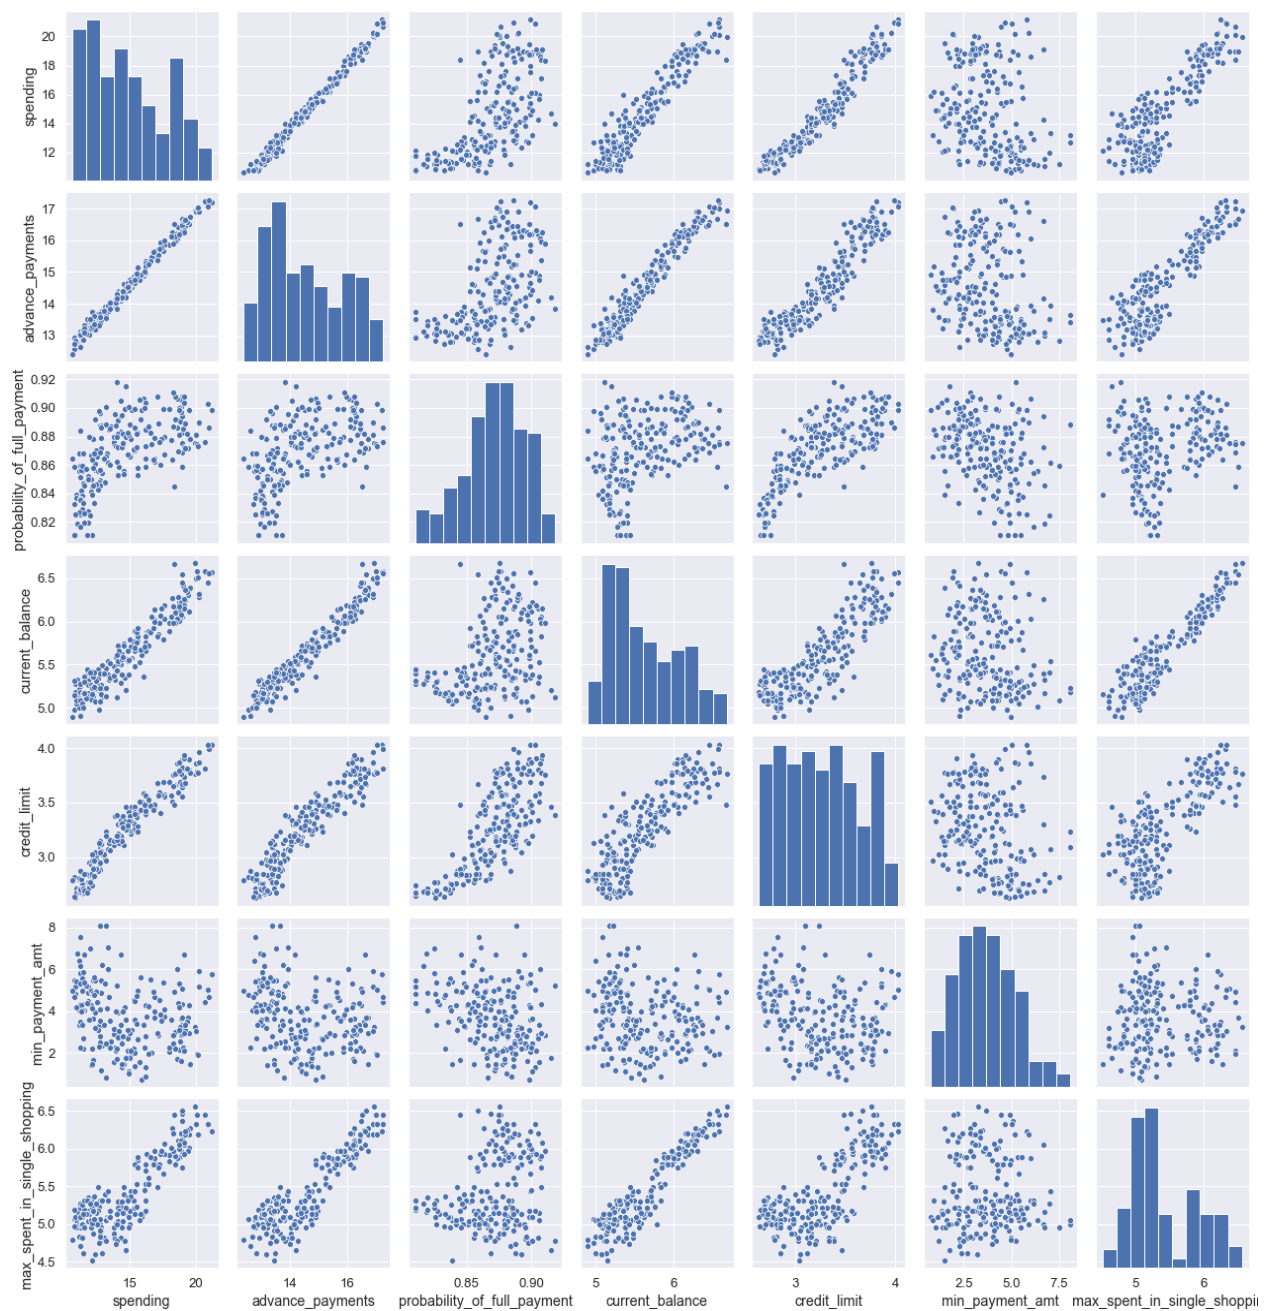 20
18
16
14
12
spending
17
16
15
14
13
advance_payments
0.92
0.90
0.88
0.86
0.84
0.82
probability_of_full_payment
6.5
6.0
5.5
5.0
current_balance
4.0
3.5
3.0
credit_limit
8
6
4
2
min_payment_amt
6.5
6.0
5.5
5.0
4.5
max_spent_in_single_shopping
15 20
14 16
0.85 0.90
5 6
3 4
2.5 5.0 7.5
5 6
spending
advance_payments
probability_of_full_payment
current_balance
credit_limit
min_payment_amt
max_spent_in_single_shoppi